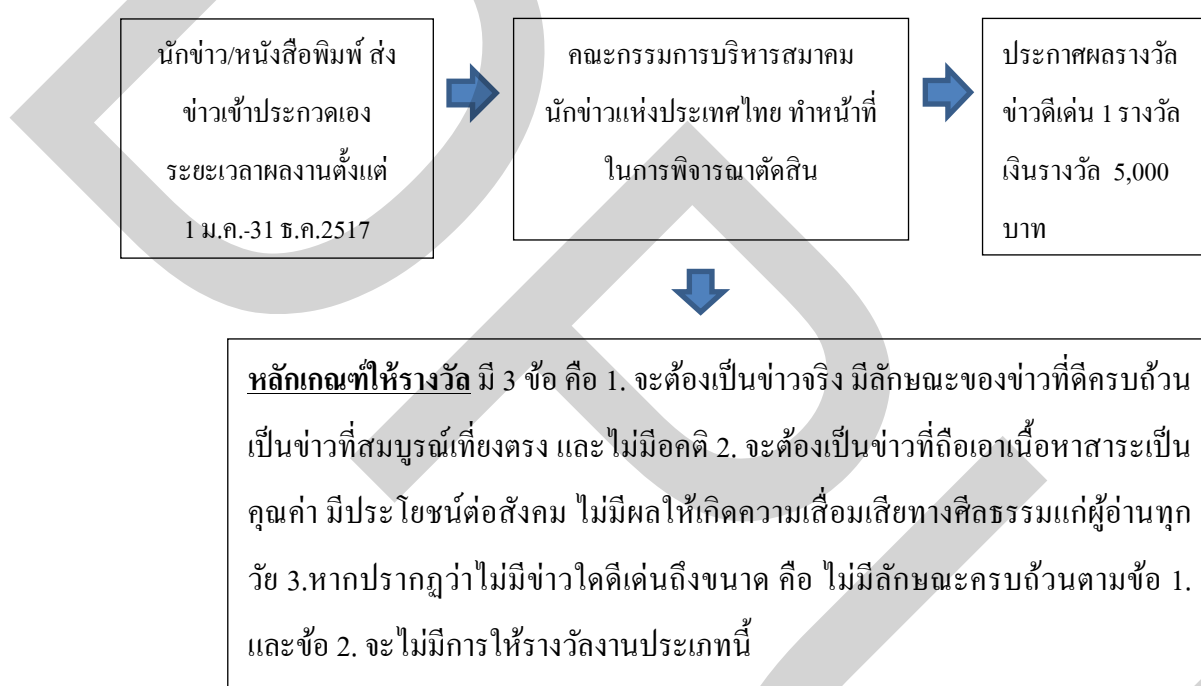 นักข่าว/หนังสือพิมพ์ ส่ง
ข่าวเข้าประกวดเอง
ระยะเวลาผลงานตั้งแต่
1 ม.ค.-31 ธ.ค.2517
คณะกรรมการบริหารสมาคม
นักข่าวแห่งประเทศไทย ทำหน้าที่
ในการพิจารณาตัดสิน
ประกาศผลรางวัล
ข่าวดีเด่น 1 รางวัล
เงินรางวัล 5,000
บาท
หลักเกณฑ์ให้รางวัล มี 3 ข้อ คือ 1. จะต้องเป็นข่าวจริง มีลักษณะของข่าวที่ดีครบถ้วน
เป็นข่าวที่สมบูรณ์เที่ยงตรง และไม่มีอคติ 2. จะต้องเป็นข่าวที่ถือเอาเนื้อหาสาระเป็น
คุณค่า มีประโยชน์ต่อสังคม ไม่มีผลให้เกิดความเสื่อมเสียทางศีลธรรมแก่ผู้อ่านทุก
วัย 3.หากปรากฏว่าไม่มีข่าวใดดีเด่นถึงขนาด คือ ไม่มีลักษณะครบถ้วนตามข้อ 1.
และข้อ 2. จะไม่มีการให้รางวัลงานประเภทนี้